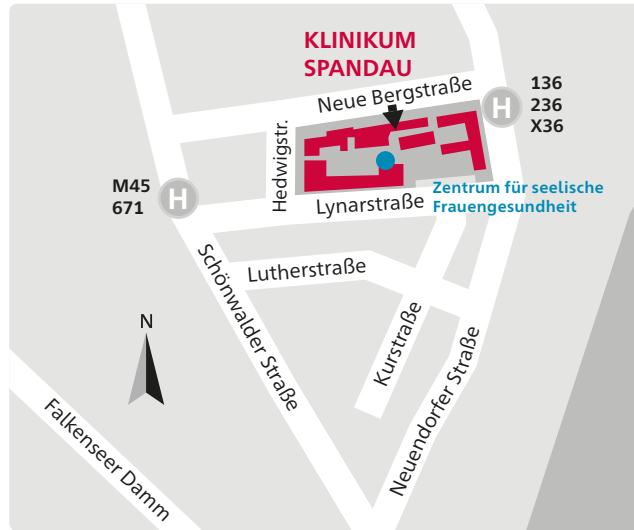 KLINIKUM
SPANDAU
Neue Bergstraße
H
136
236
X36
Hedwigstr.
M45
671
H
Lynarstraße
Zentrum für seelische
Frauengesundheit
Schönwalder Straße
Lutherstraße
Kurstraße
Neuendorfer Straße
N
Falkenseer Damm